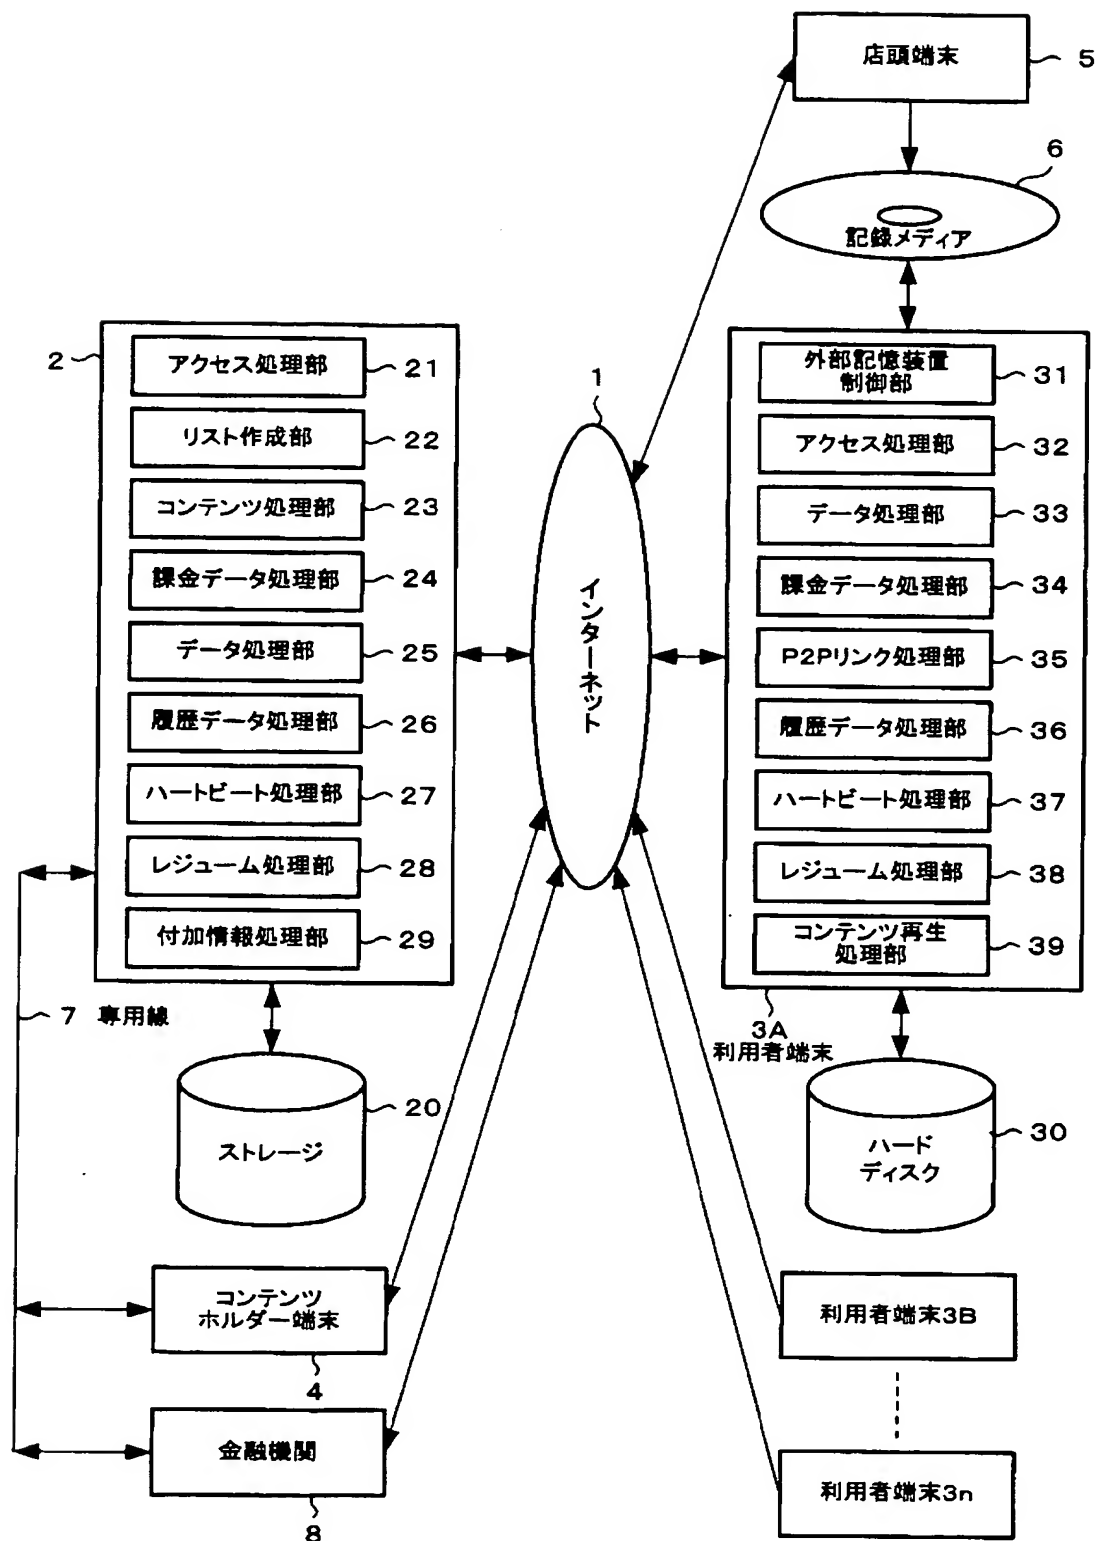 店頭端末
5
6
記録メディア
2
アクセス処理部
21
リスト作成部
22
コンテンツ処理部
23
課金データ処理部
24
データ処理部
25
履歴データ処理部
26
ハートビート処理部
27
レジューム処理部
28
付加情報処理部
29
1
インターネット
外部記憶装置
制御部
31
アクセス処理部
32
データ処理部
33
課金データ処理部
34
P2Pリンク処理部
35
履歴データ処理部
36
ハートビート処理部
37
レジューム処理部
38
コンテンツ再生
処理部
39
3A
利用者端末
7 専用線
20
ストレージ
30
ハード
ディスク
コンテンツ
ホルダー端末
4
金融機関
8
利用者端末3B
利用者端末3n